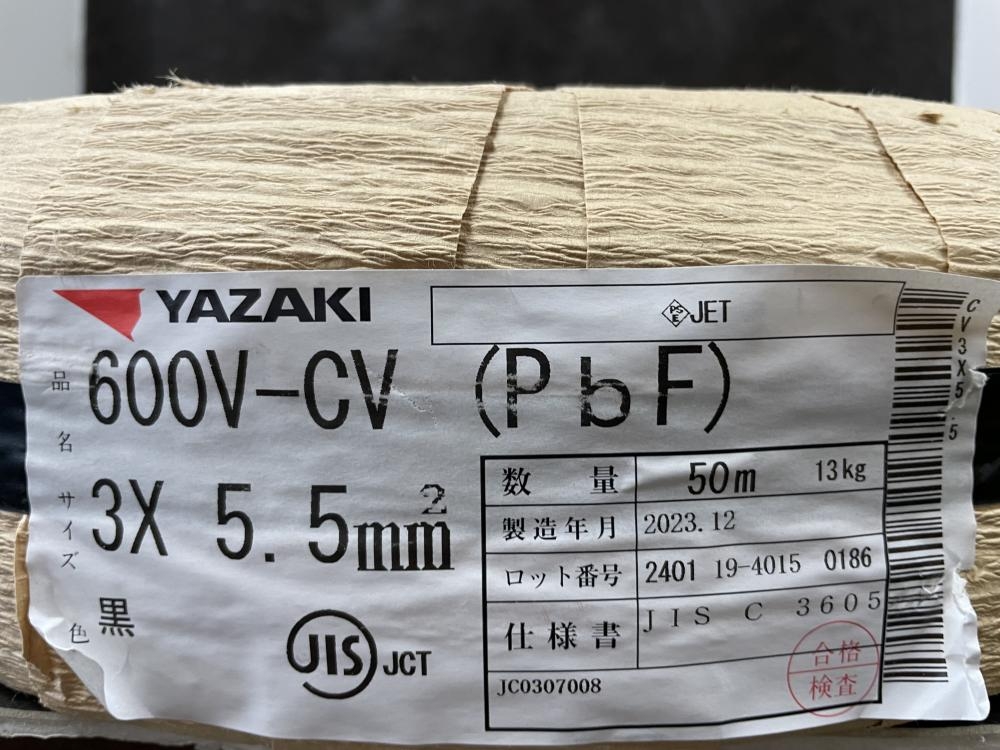 YAZAKI
PS
E
JET
品名
600V-CV (PbF)
サイズ
3X 5.5mm²
色
黒
JIS JCT
数量 50m 13kg
製造年月 2023.12
ロット番号 2401 19-4015 0186
仕様書 JIS C 3605
JC0307008
合格
検査
CV3X5.5